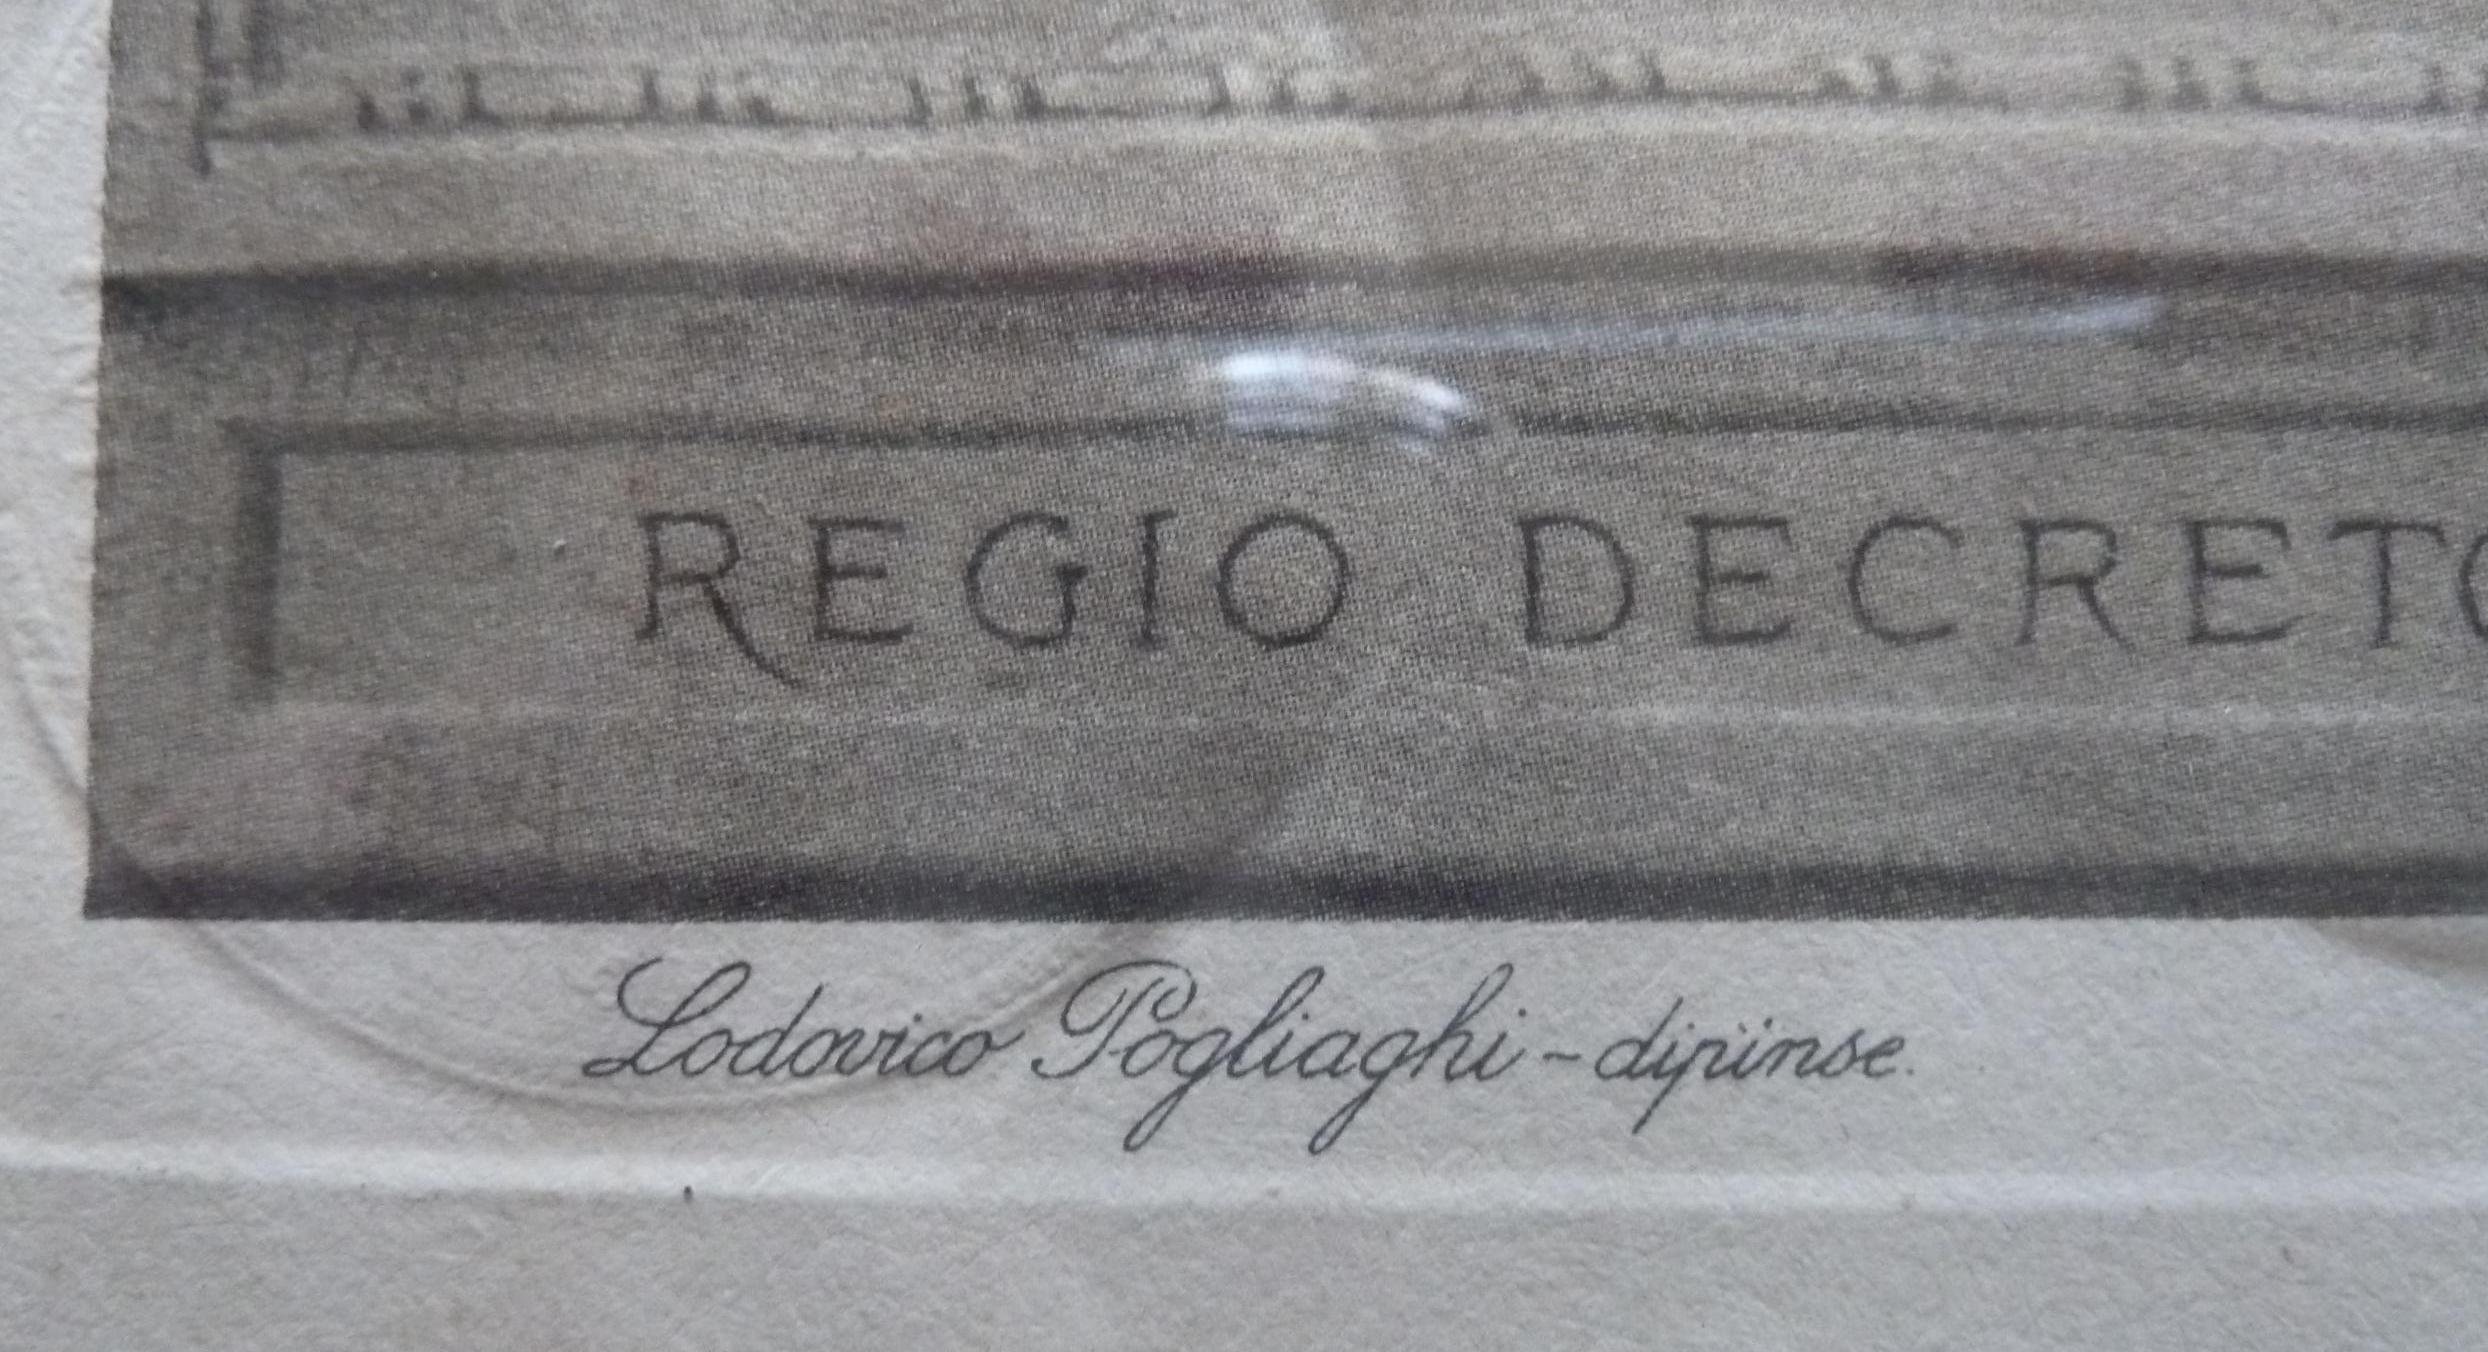 REGIO DECRETO
Lodovico Pogliaghi - dipinse.